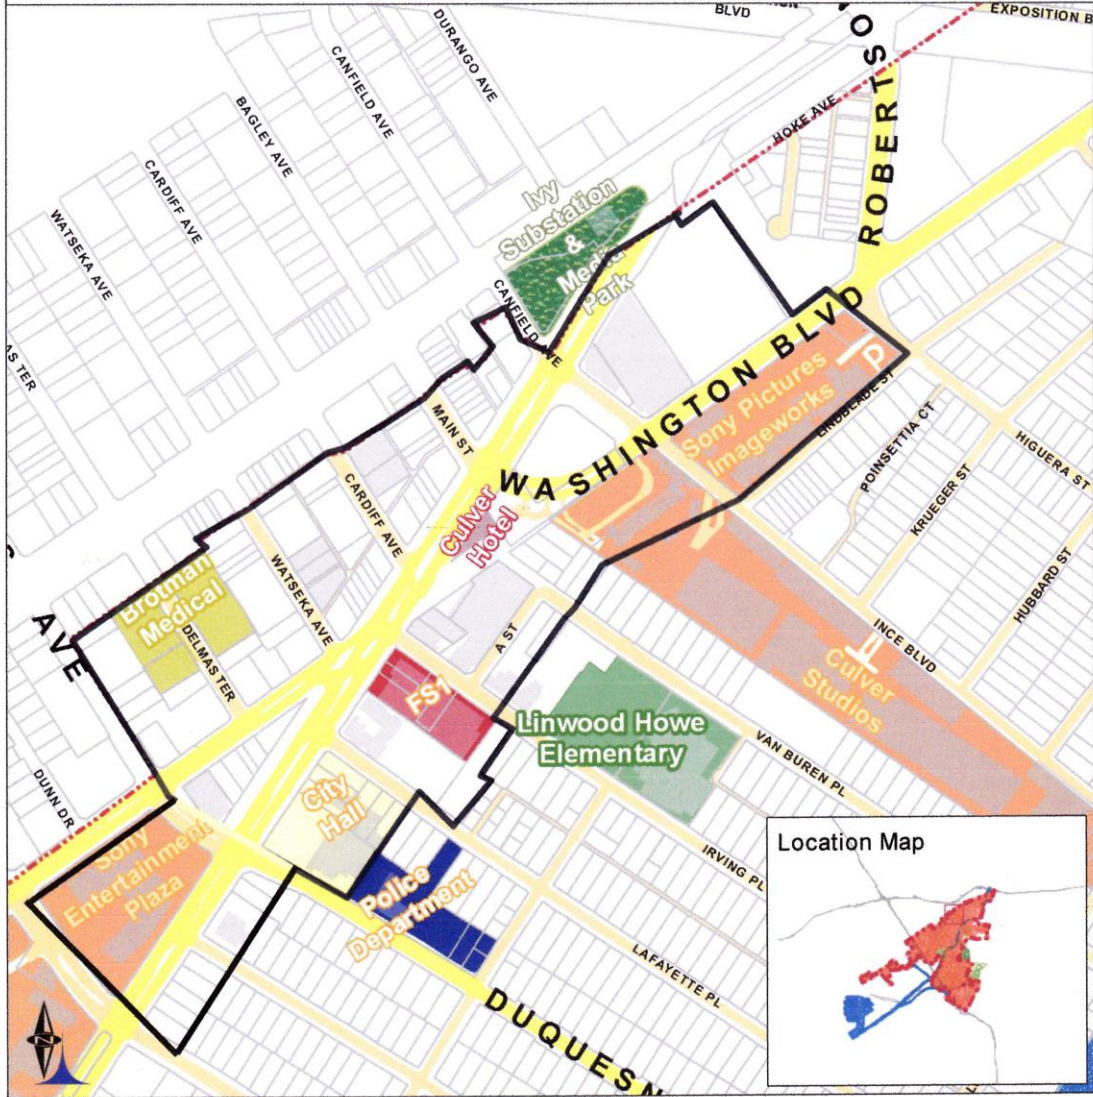 BLVD
EXPOSITION B
ROBERTSO
DURANGO AVE
CANFIELD AVE
BAGLEY AVE
CARDIFF AVE
WATSEKA AVE
HOKE AVE
Ivy
Substation
&
Media
Park
CANFIELD AVE
WASHINGTON BLVD
Sony Pictures
Imageworks
LINDBLADE ST
POINSETTIA CT
HIGUERA ST
KRUEGER ST
HUBBARD ST
MAIN ST
CARDIFF AVE
Culver
Hotel
WATSEKA AVE
Brotman
Medical
DELMAS TER
AVE
A ST
INCE BLVD
Culver
Studios
FS1
Linwood Howe
Elementary
VAN BUREN PL
City
Hall
DUNN DR
Sony
Entertainment
Plaza
Police
Department
IRVING PL
LAFAYETTE PL
DUQUESN
Location Map
N